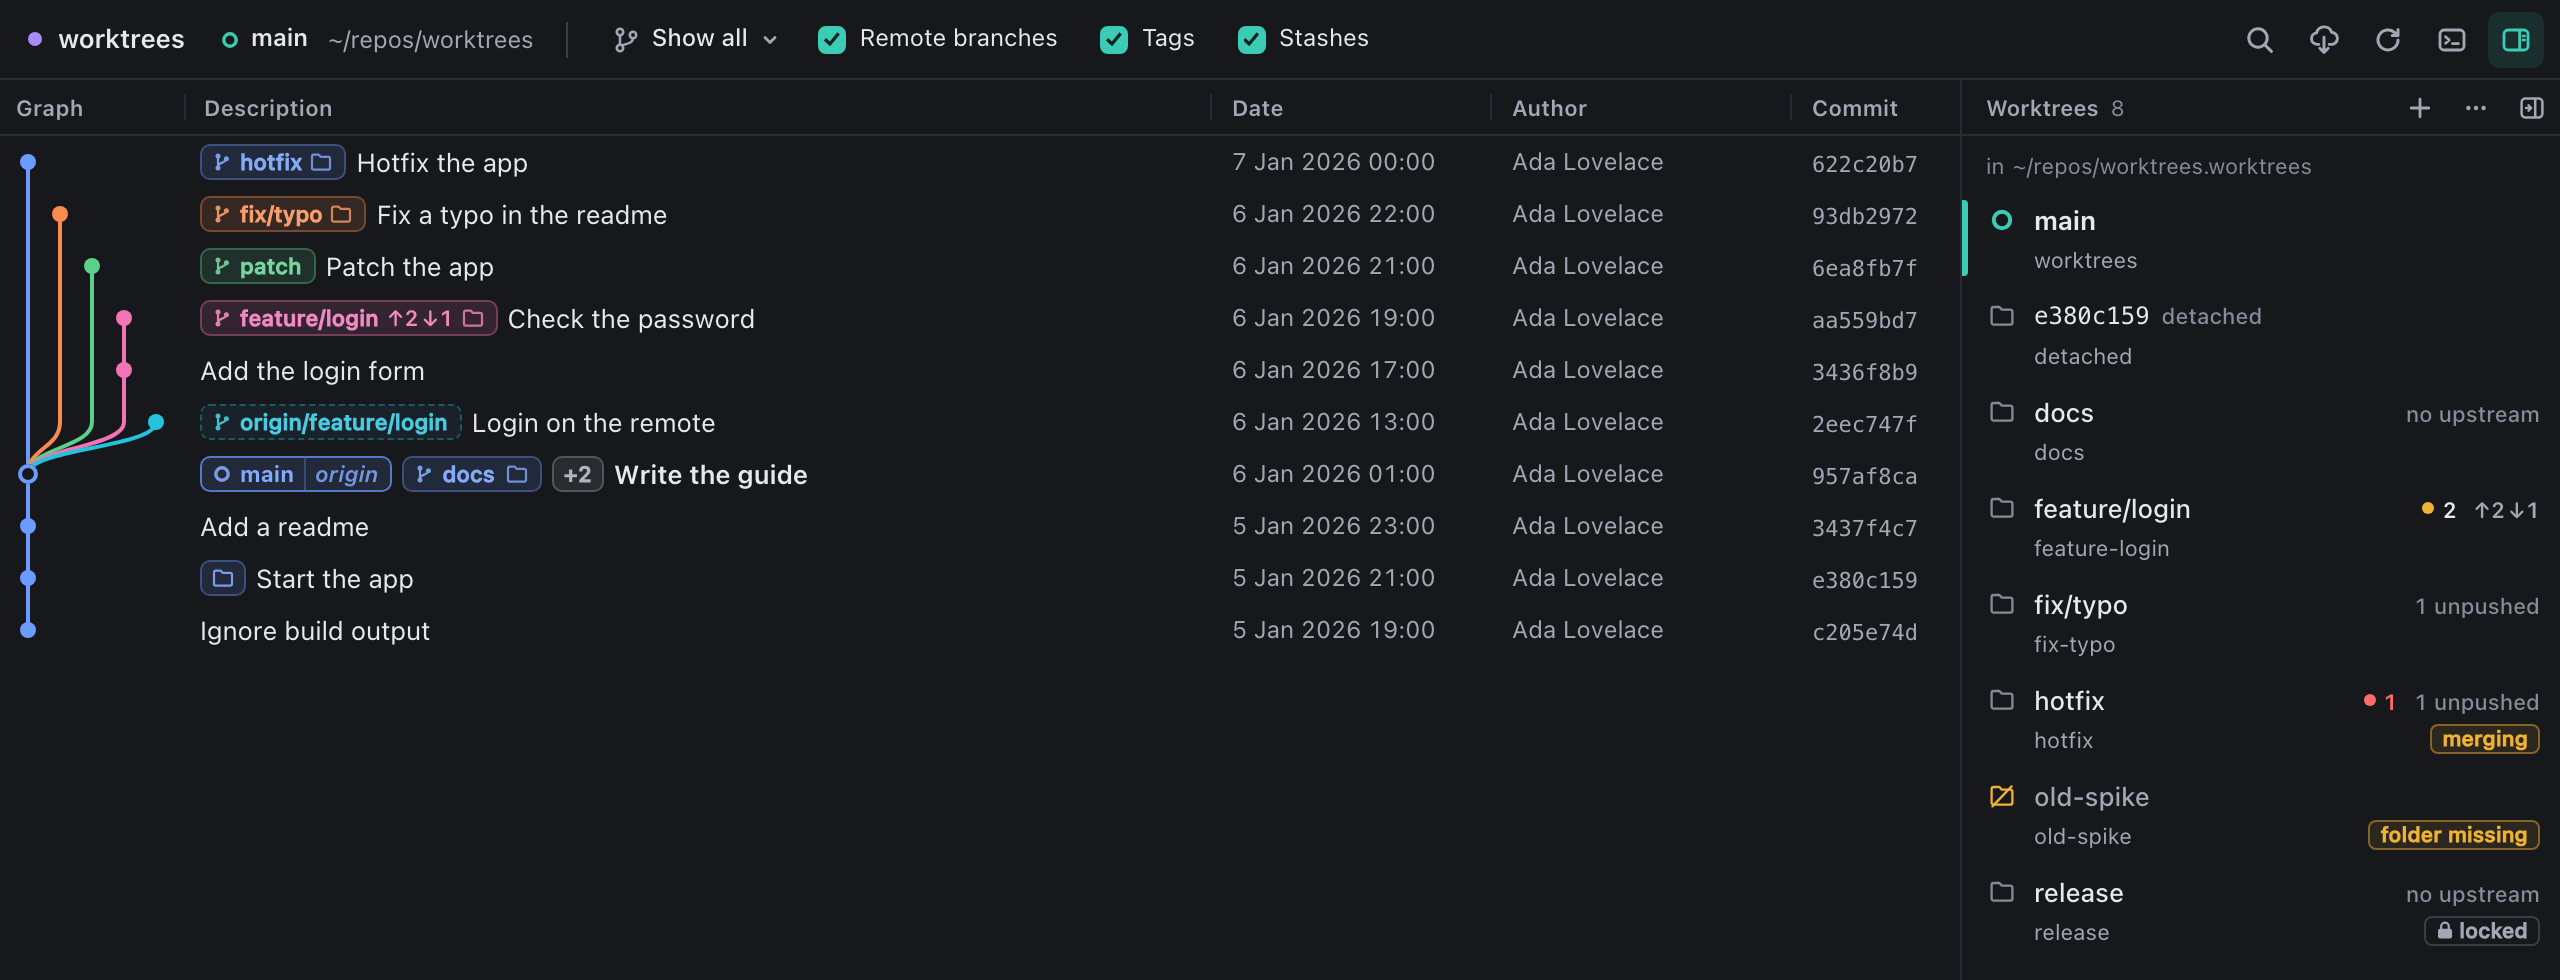 worktrees main ~/repos/worktrees Show all Remote branches Tags Stashes
Graph Description Date Author Commit
hotfix Hotfix the app 7 Jan 2026 00:00 Ada Lovelace 622c20b7
fix/typo Fix a typo in the readme 6 Jan 2026 22:00 Ada Lovelace 93db2972
patch Patch the app 6 Jan 2026 21:00 Ada Lovelace 6ea8fb7f
feature/login ↑2↓1 Check the password 6 Jan 2026 19:00 Ada Lovelace aa559bd7
Add the login form 6 Jan 2026 17:00 Ada Lovelace 3436f8b9
origin/feature/login Login on the remote 6 Jan 2026 13:00 Ada Lovelace 2eec747f
main origin docs +2 Write the guide 6 Jan 2026 01:00 Ada Lovelace 957af8ca
Add a readme 5 Jan 2026 23:00 Ada Lovelace 3437f4c7
Start the app 5 Jan 2026 21:00 Ada Lovelace e380c159
Ignore build output 5 Jan 2026 19:00 Ada Lovelace c205e74d
Worktrees 8
in ~/repos/worktrees.worktrees
main
worktrees
e380c159 detached
detached
docs no upstream
docs
feature/login 2 ↑2↓1
feature-login
fix/typo 1 unpushed
fix-typo
hotfix 1 1 unpushed
hotfix merging
old-spike
old-spike folder missing
release no upstream
release locked